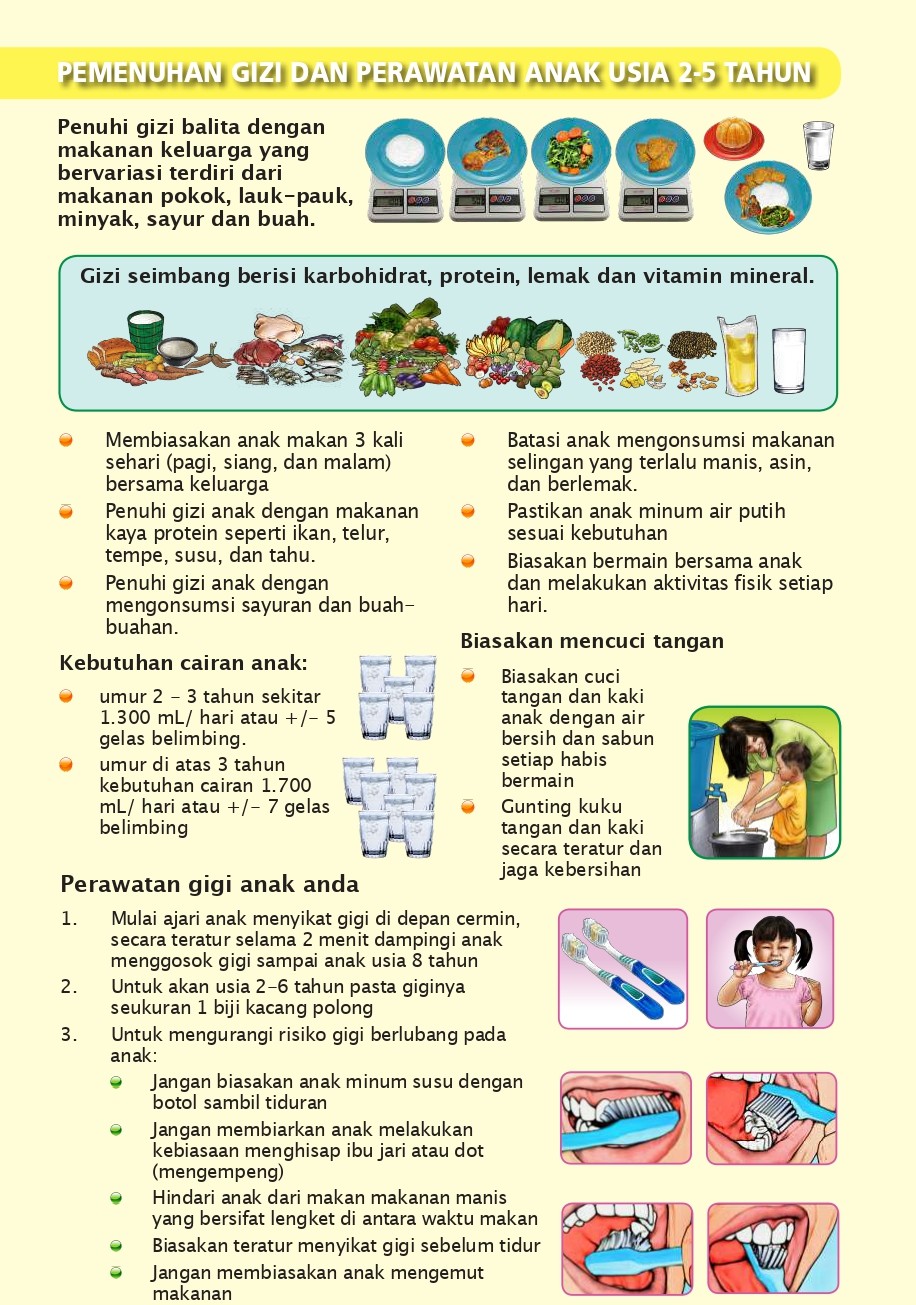 PEMENUHAN GIZI DAN PERAWATAN ANAK USIA 2-5 TAHUN
Penuhi gizi balita dengan
makanan keluarga yang
bervariasi terdiri dari
makanan pokok, lauk-pauk,
minyak, sayur dan buah.
Gizi seimbang berisi karbohidrat, protein, lemak dan vitamin mineral.
Membiasakan anak makan 3 kali
sehari (pagi, siang, dan malam)
bersama keluarga
Penuhi gizi anak dengan makanan
kaya protein seperti ikan, telur,
tempe, susu, dan tahu.
Penuhi gizi anak dengan
mengonsumsi sayuran dan buah-
buahan.
Kebutuhan cairan anak:
umur 2 - 3 tahun sekitar
1.300 mL/ hari atau +/- 5
gelas belimbing.
umur di atas 3 tahun
kebutuhan cairan 1.700
mL/ hari atau +/- 7 gelas
belimbing
Batasi anak mengonsumsi makanan
selingan yang terlalu manis, asin,
dan berlemak.
Pastikan anak minum air putih
sesuai kebutuhan
Biasakan bermain bersama anak
dan melakukan aktivitas fisik setiap
hari.
Biasakan mencuci tangan
Biasakan cuci
tangan dan kaki
anak dengan air
bersih dan sabun
setiap habis
bermain
Gunting kuku
tangan dan kaki
secara teratur dan
jaga kebersihan
Perawatan gigi anak anda
1. Mulai ajari anak menyikat gigi di depan cermin,
secara teratur selama 2 menit dampingi anak
menggosok gigi sampai anak usia 8 tahun
2. Untuk akan usia 2-6 tahun pasta giginya
seukuran 1 biji kacang polong
3. Untuk mengurangi risiko gigi berlubang pada
anak:
Jangan biasakan anak minum susu dengan
botol sambil tiduran
Jangan membiarkan anak melakukan
kebiasaan menghisap ibu jari atau dot
(mengempeng)
Hindari anak dari makan makanan manis
yang bersifat lengket di antara waktu makan
Biasakan teratur menyikat gigi sebelum tidur
Jangan membiasakan anak mengemut
makanan